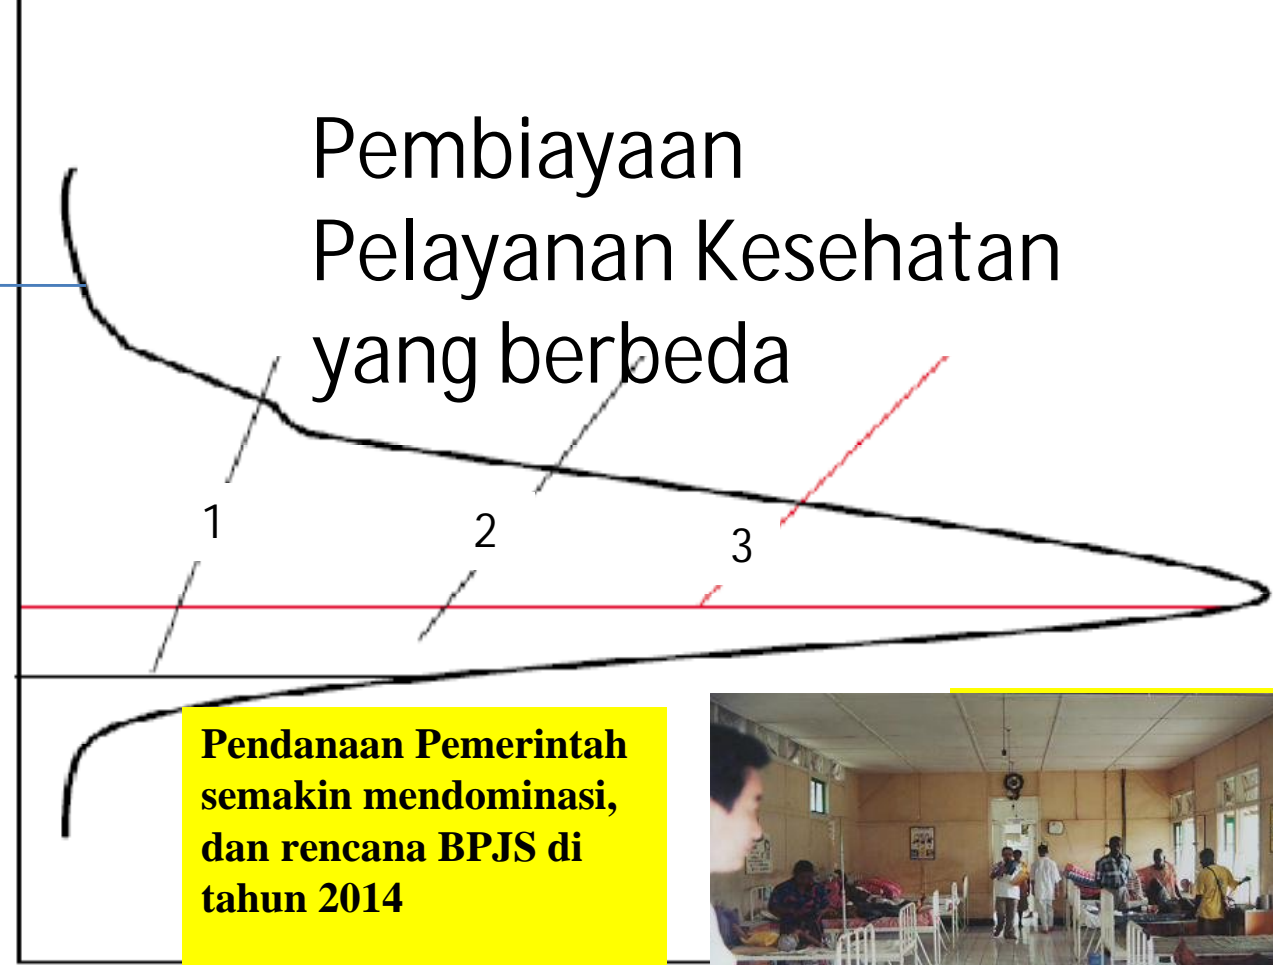 Pembiayaan
Pelayanan Kesehatan
yang berbeda
1
2
3
Pendanaan Pemerintah
semakin mendominasi,
dan rencana BPJS di
tahun 2014